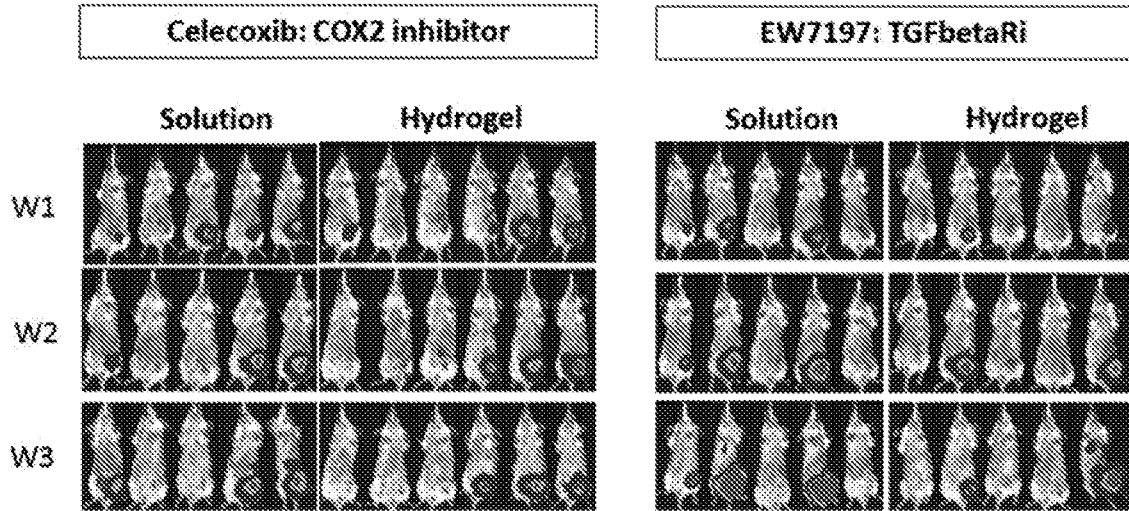 Celecoxib: COX2 inhibitor
EW7197: TGFbetaRi
Solution Hydrogel Solution Hydrogel
W1
W2
W3